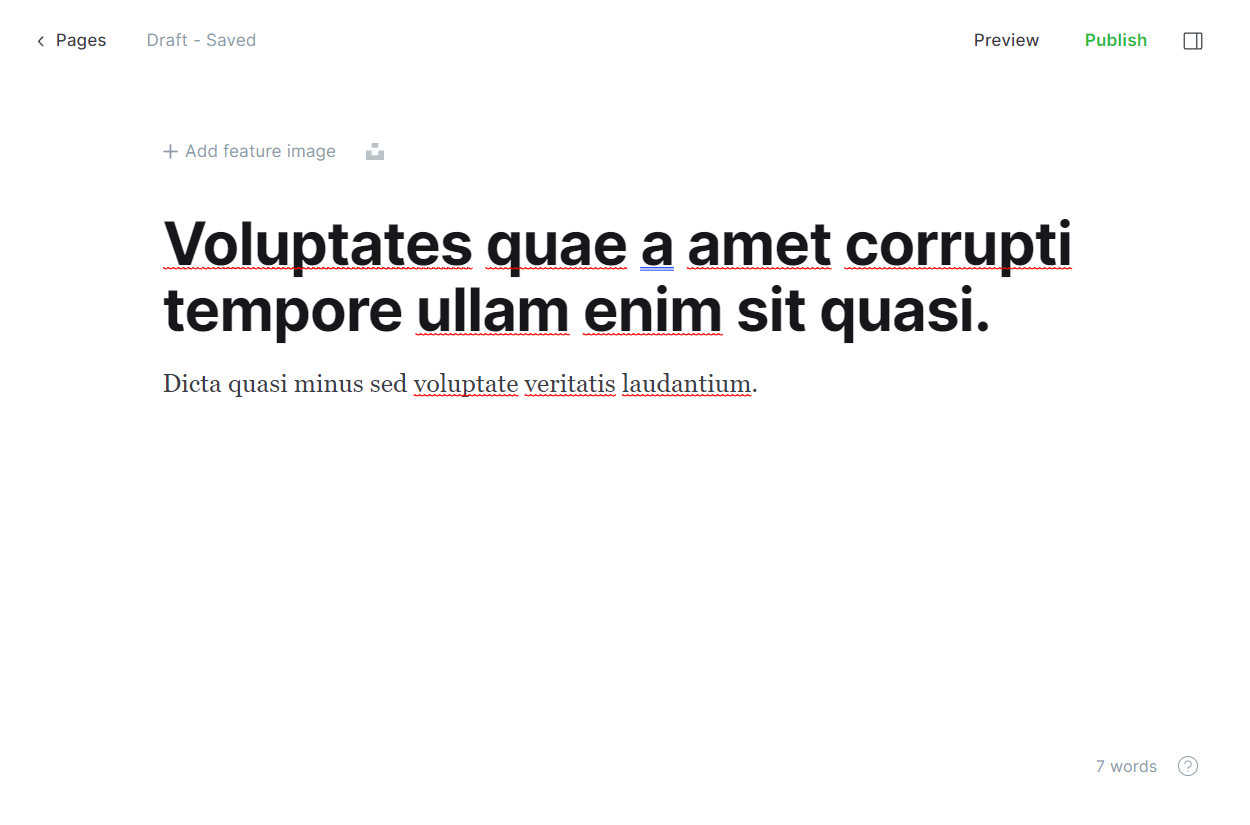 Pages
Draft - Saved
Preview
Publish
Add feature image
Voluptates quae a amet corrupti
tempore ullam enim sit quasi.
Dicta quasi minus sed voluptate veritatis laudantium.
7 words
?